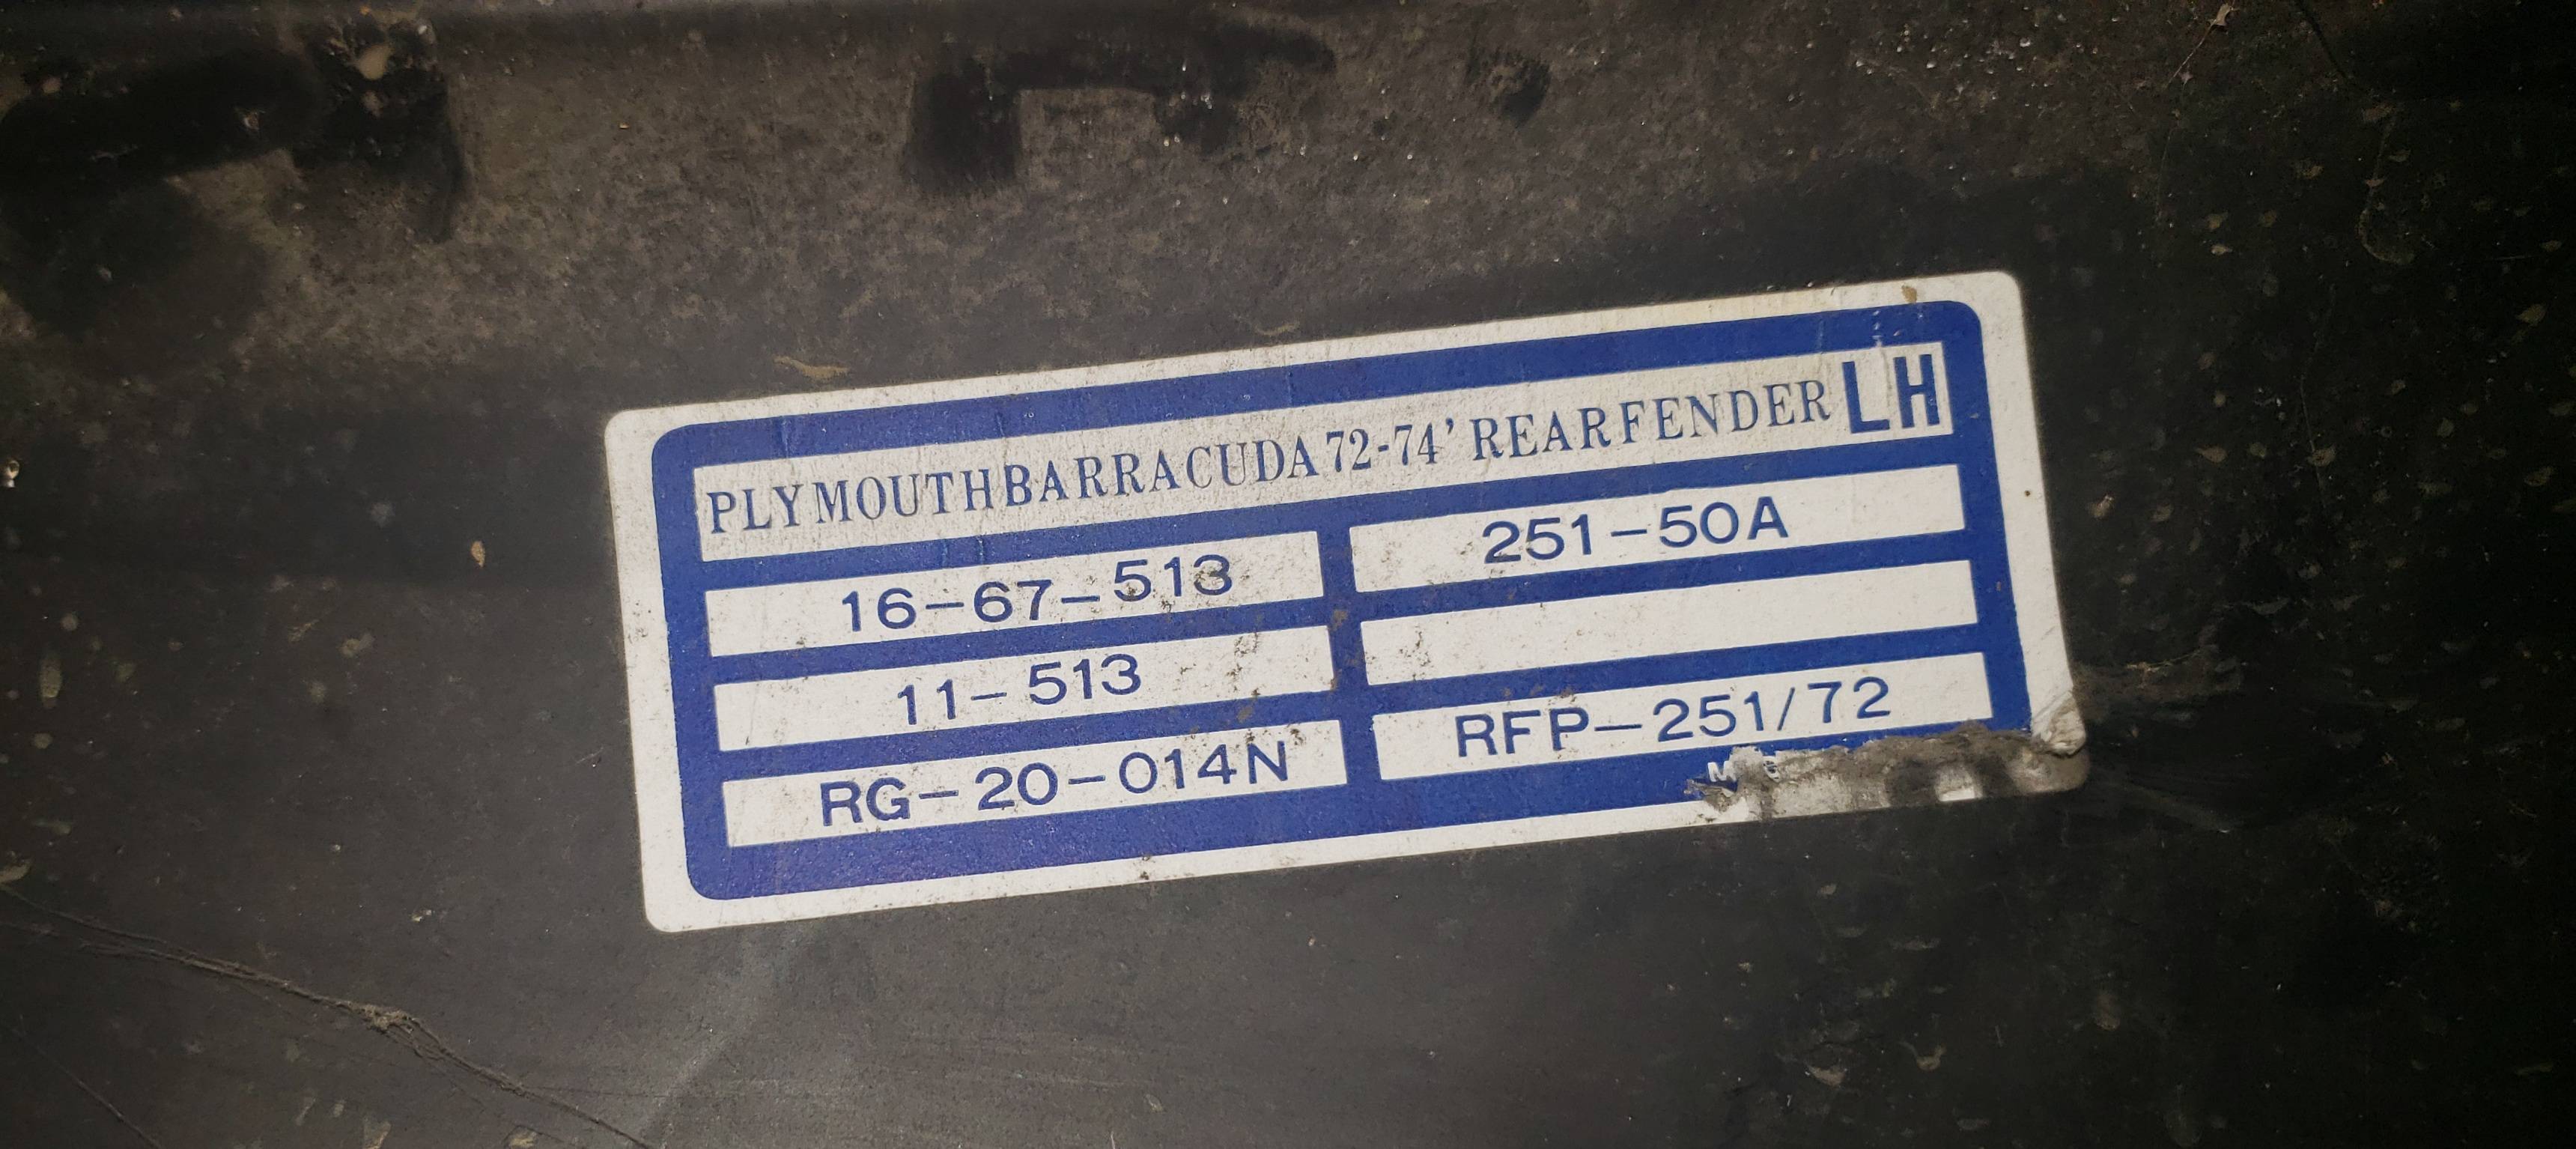 PLYMOUTH BARRACUDA 72-74' REAR FENDER LH
16-67-513 251-50A
11-513
RG-20-014N RFP-251/72